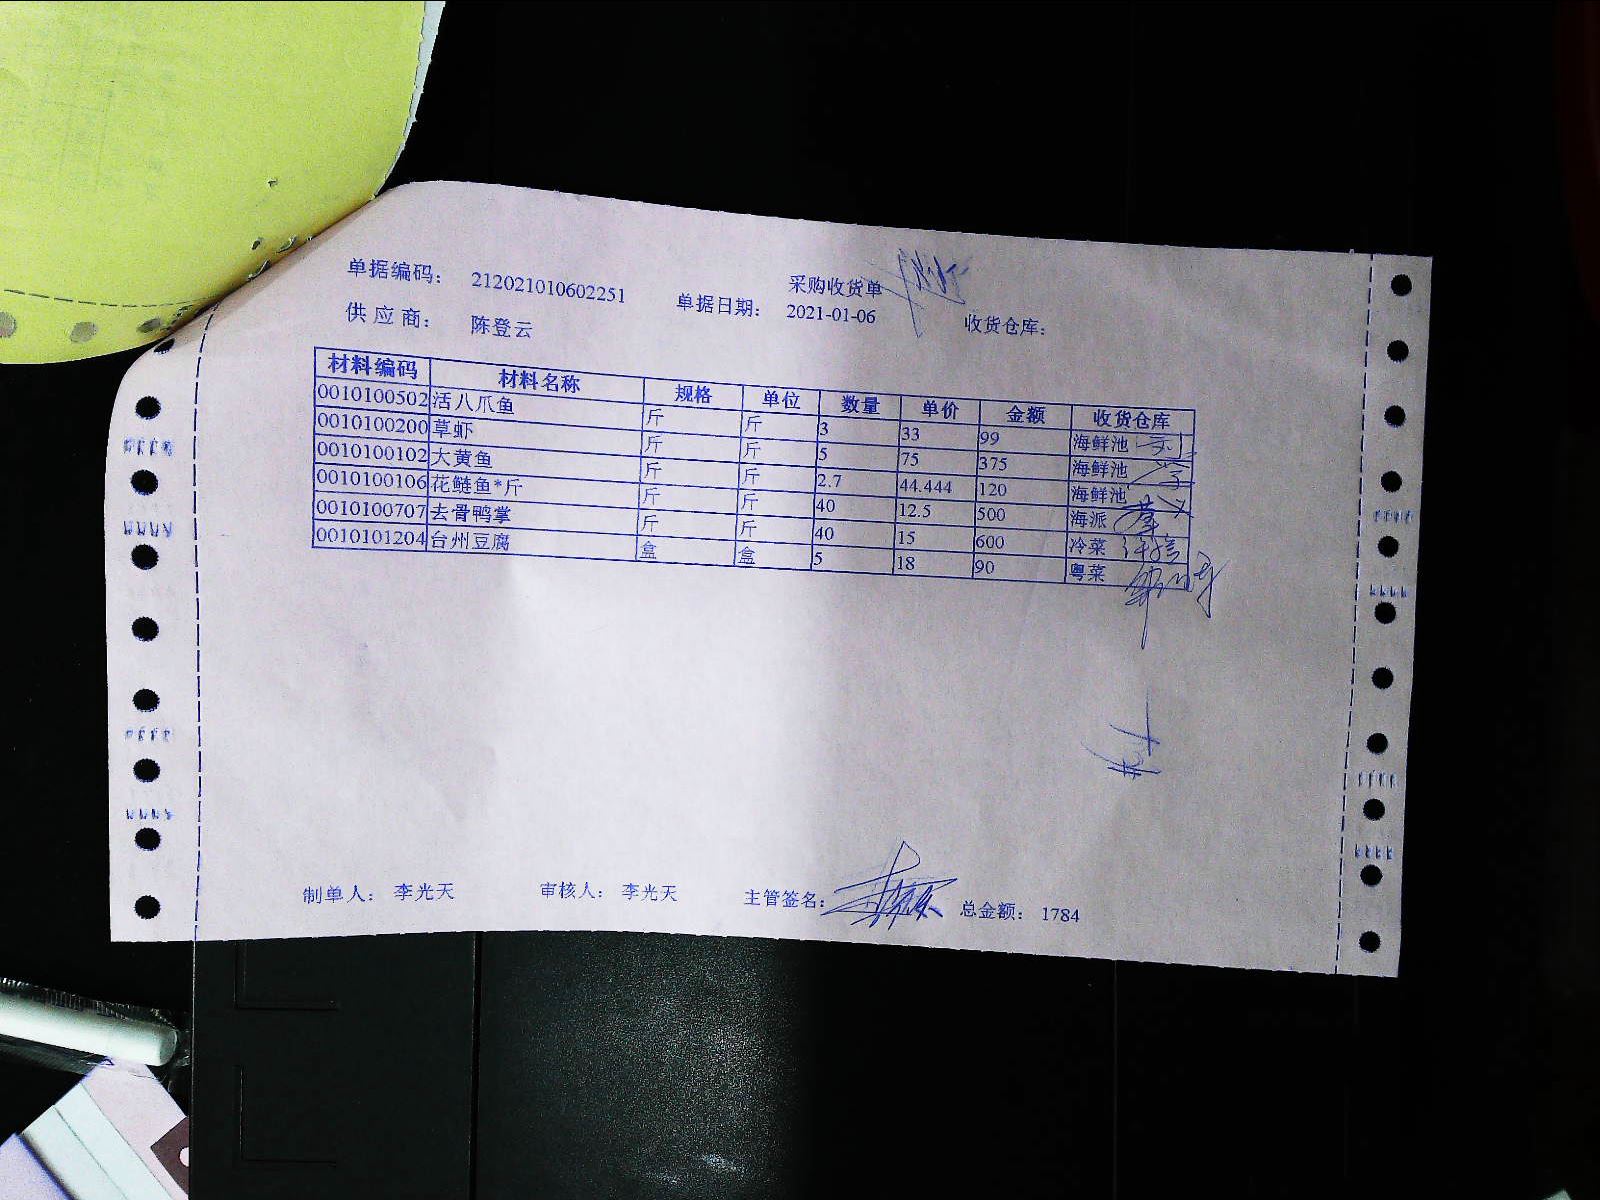 采购收货单
单据编码： 212021010602251 单据日期： 2021-01-06 收货仓库：
供应商： 陈登云
材料编码 材料名称 规格 单位 数量 单价 金额 收货仓库
0010100502 活八爪鱼 斤 斤 3 33 99 海鲜池
0010100200 草虾 斤 斤 5 75 375 海鲜池
0010100102 大黄鱼 斤 斤 2.7 44.444 120 海鲜池
0010100106 花鲢鱼*斤 斤 斤 40 12.5 500 海派
0010100707 去骨鸭掌 斤 斤 40 15 600 冷菜
0010101204 台州豆腐 盒 盒 5 18 90 粤菜
制单人： 李光天 审核人： 李光天 主管签名： 总金额： 1784